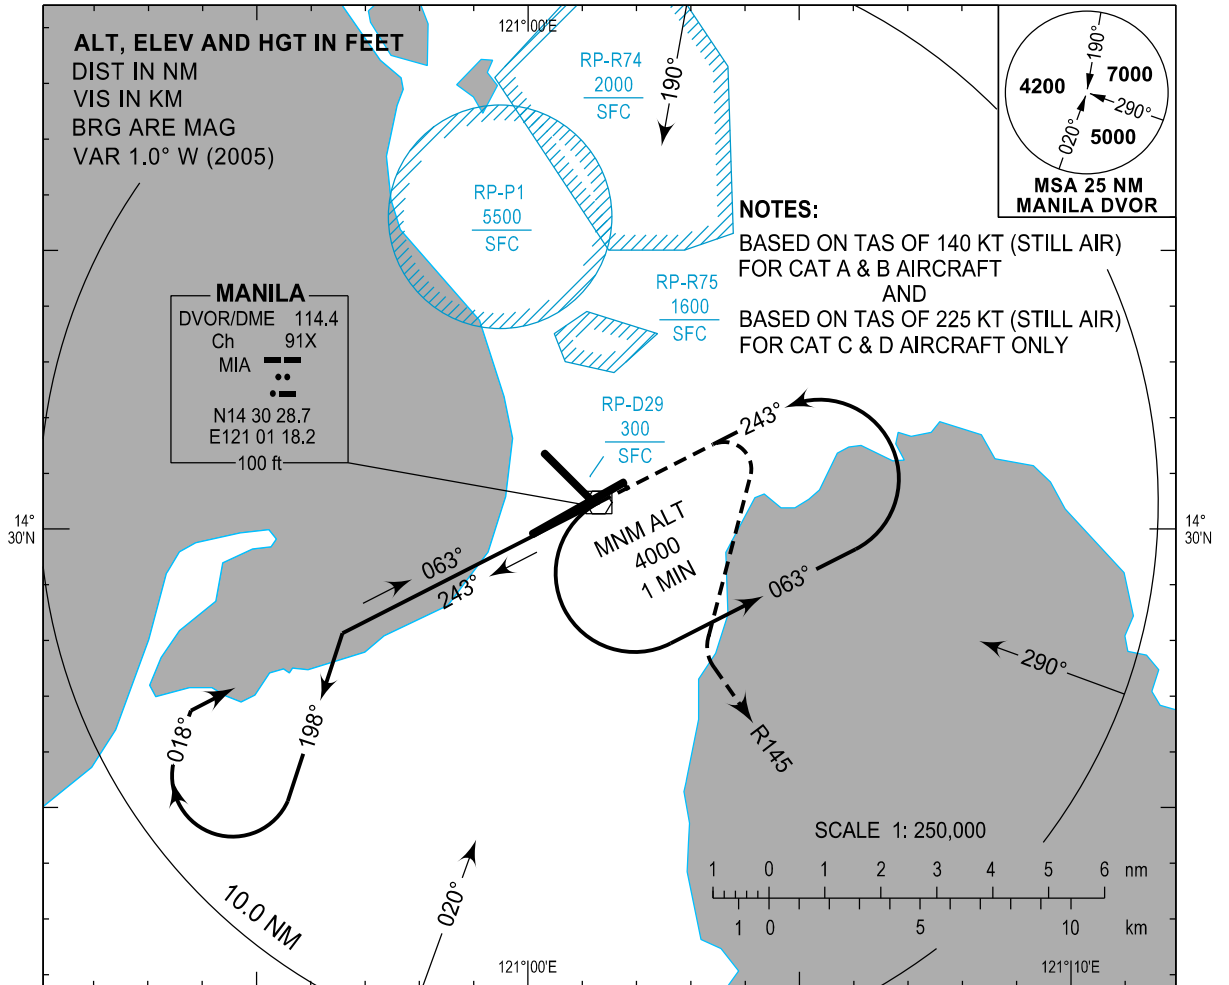 ALT, ELEV AND HGT IN FEET
DIST IN NM
VIS IN KM
BRG ARE MAG
VAR 1.0° W (2005)
121° 00'E
190°
RP-R74
2000
SFC
RP-P1
5500
SFC
RP-R75
1600
SFC
RP-D29
300
SFC
190°
4200
7000
290°
020°
5000
MSA 25 NM
MANILA DVOR
NOTES:
BASED ON TAS OF 140 KT (STILL AIR)
FOR CAT A & B AIRCRAFT
AND
BASED ON TAS OF 225 KT (STILL AIR)
FOR CAT C & D AIRCRAFT ONLY
MANILA
DVOR/DME 114.4
Ch 91X
MIA
N14 30 28.7
E121 01 18.2
100 ft
243°
MNM ALT
4000
1 MIN
063°
14°
30'N
14°
30'N
063°
243°
198°
018°
290°
R145
020°
10.0 NM
SCALE 1: 250,000
1 0 1 2 3 4 5 6 nm
1 0 5 10 km
121° 00'E
121° 10'E